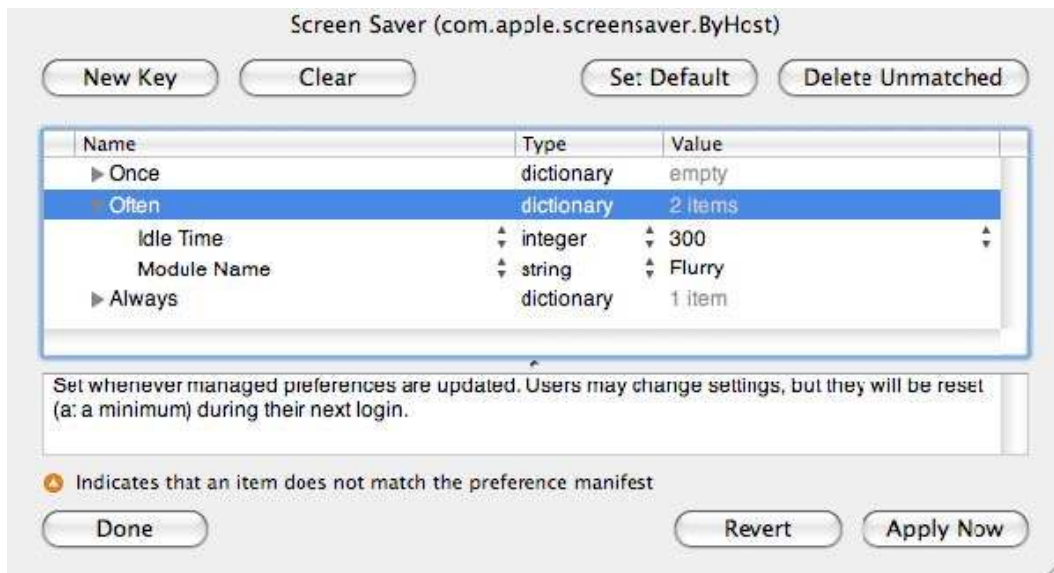 Screen Saver (com.apple.screensaver.ByHost)
New Key Clear Set Default Delete Unmatched
Name Type Value
Once dictionary empty
Often dictionary 2 items
Idle Time integer 300
Module Name string Flurry
Always dictionary 1 item
Set whenever managed preferences are updated. Users may change settings, but they will be reset
(at a minimum) during their next login.
Indicates that an item does not match the preference manifest
Done Revert Apply Now